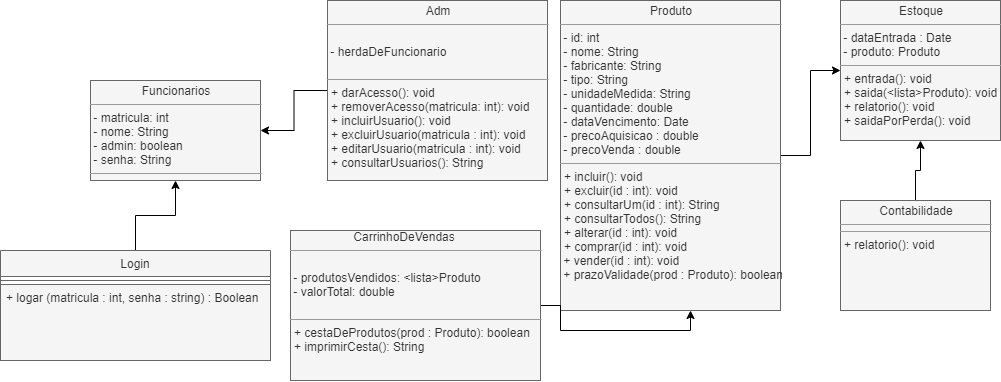 Adm
- herdaDeFuncionario
+ darAcesso(): void
+ removerAcesso(matricula: int): void
+ incluirUsuario(): void
+ excluirUsuario(matricula : int): void
+ editarUsuario(matricula : int): void
+ consultarUsuarios(): String
Produto
- id: int
- nome: String
- fabricante: String
- tipo: String
- unidadeMedida: String
- quantidade: double
- dataVencimento: Date
- precoAquisicao : double
- precoVenda : double
+ incluir(): void
+ excluir(id : int): void
+ consultarUm(id : int): String
+ consultarTodos(): String
+ alterar(id : int): void
+ comprar(id : int): void
+ vender(id : int): void
+ prazoValidade(prod : Produto): boolean
Estoque
- dataEntrada : Date
- produto: Produto
+ entrada(): void
+ saida(<lista>Produto): void
+ relatorio(): void
+ saidaPorPerda(): void
Funcionarios
- matricula: int
- nome: String
- admin: boolean
- senha: String
Login
+ logar (matricula : int, senha : string) : Boolean
CarrinhoDeVendas
- produtosVendidos: <lista>Produto
- valorTotal: double
+ cestaDeProdutos(prod : Produto): boolean
+ imprimirCesta(): String
Contabilidade
+ relatorio(): void